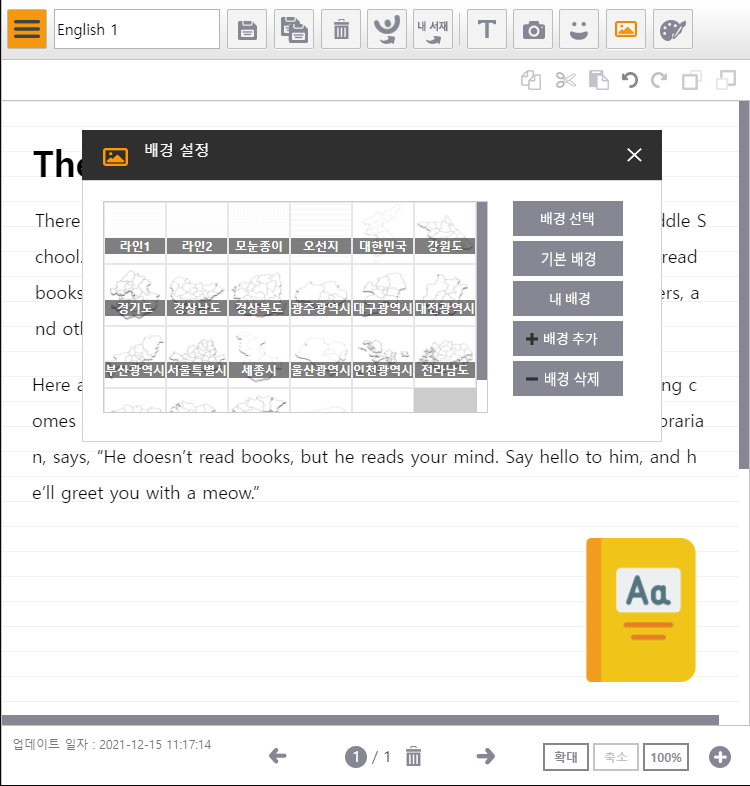 English 1
내 서재
T
The
배경 설정
There
ddle S
chool.
read
books
ers, a
nd oth
Here a
ng c
omes
oraria
n, says, “He doesn’t read books, but he reads your mind. Say hello to him, and h
e’ll greet you with a meow.”
라인1 라인2 모눈종이 오선지 대한민국 강원도
경기도 경상남도 경상북도 광주광역시 대구광역시 대전광역시
부산광역시 서울특별시 세종시 울산광역시 인천광역시 전라남도
배경 선택
기본 배경
내 배경
배경 추가
배경 삭제
Aa
업데이트 일자 : 2021-12-15 11:17:14
1 / 1
확대 축소 100%